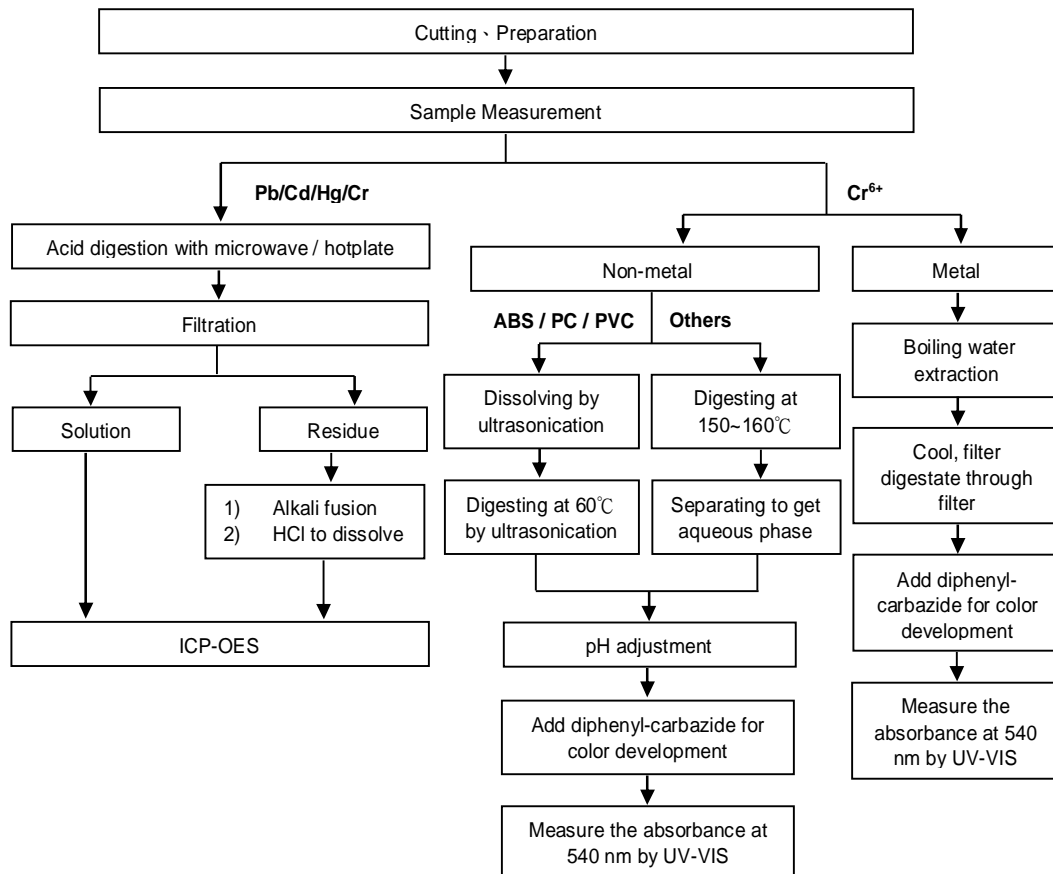 Cutting、Preparation
Sample Measurement
Pb/Cd/Hg/Cr
Cr⁶⁺
Acid digestion with microwave / hotplate
Filtration
Solution
Residue
1) Alkali fusion
2) HCl to dissolve
ICP-OES
Non-metal
ABS / PC / PVC
Others
Dissolving by
ultrasonication
Digesting at 60℃
by ultrasonication
Digesting at
150~160℃
Separating to get
aqueous phase
pH adjustment
Add diphenyl-carbazide for
color development
Measure the absorbance at
540 nm by UV-VIS
Metal
Boiling water
extraction
Cool, filter
digestate through
filter
Add diphenyl-
carbazide for color
development
Measure the
absorbance at 540
nm by UV-VIS